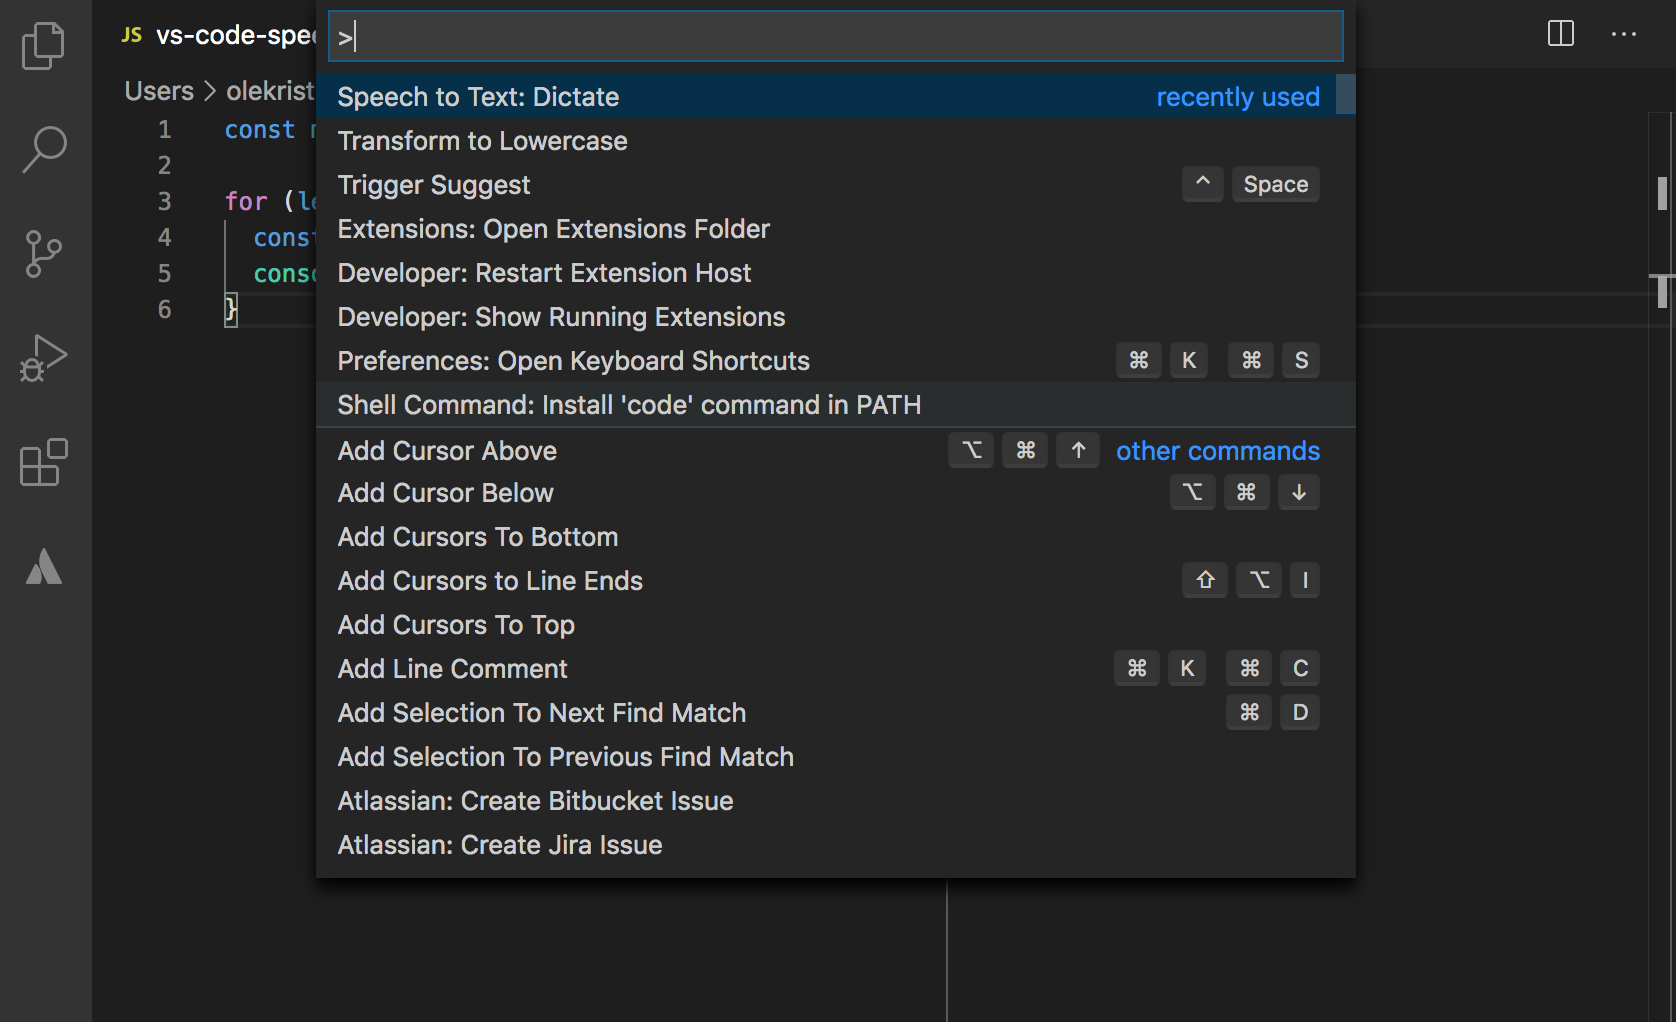 JS vs-code-spee
>
Users > olekrist
1 const
2
3 for (le
4 const
5 conso
6 }
Speech to Text: Dictate recently used
Transform to Lowercase
Trigger Suggest ^ Space
Extensions: Open Extensions Folder
Developer: Restart Extension Host
Developer: Show Running Extensions
Preferences: Open Keyboard Shortcuts ⌘ K ⌘ S
Shell Command: Install 'code' command in PATH
Add Cursor Above ⌥ ⌘ ↑ other commands
Add Cursor Below ⌥ ⌘ ↓
Add Cursors To Bottom
Add Cursors to Line Ends ⇧ ⌥ I
Add Cursors To Top
Add Line Comment ⌘ K ⌘ C
Add Selection To Next Find Match ⌘ D
Add Selection To Previous Find Match
Atlassian: Create Bitbucket Issue
Atlassian: Create Jira Issue